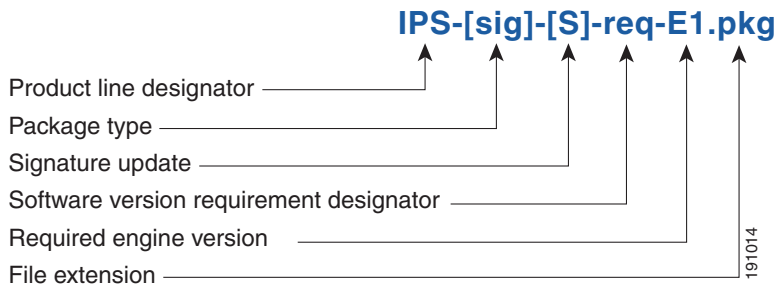 IPS-[sig]-[S]-req-E1.pkg
Product line designator
Package type
Signature update
Software version requirement designator
Required engine version
File extension
191014